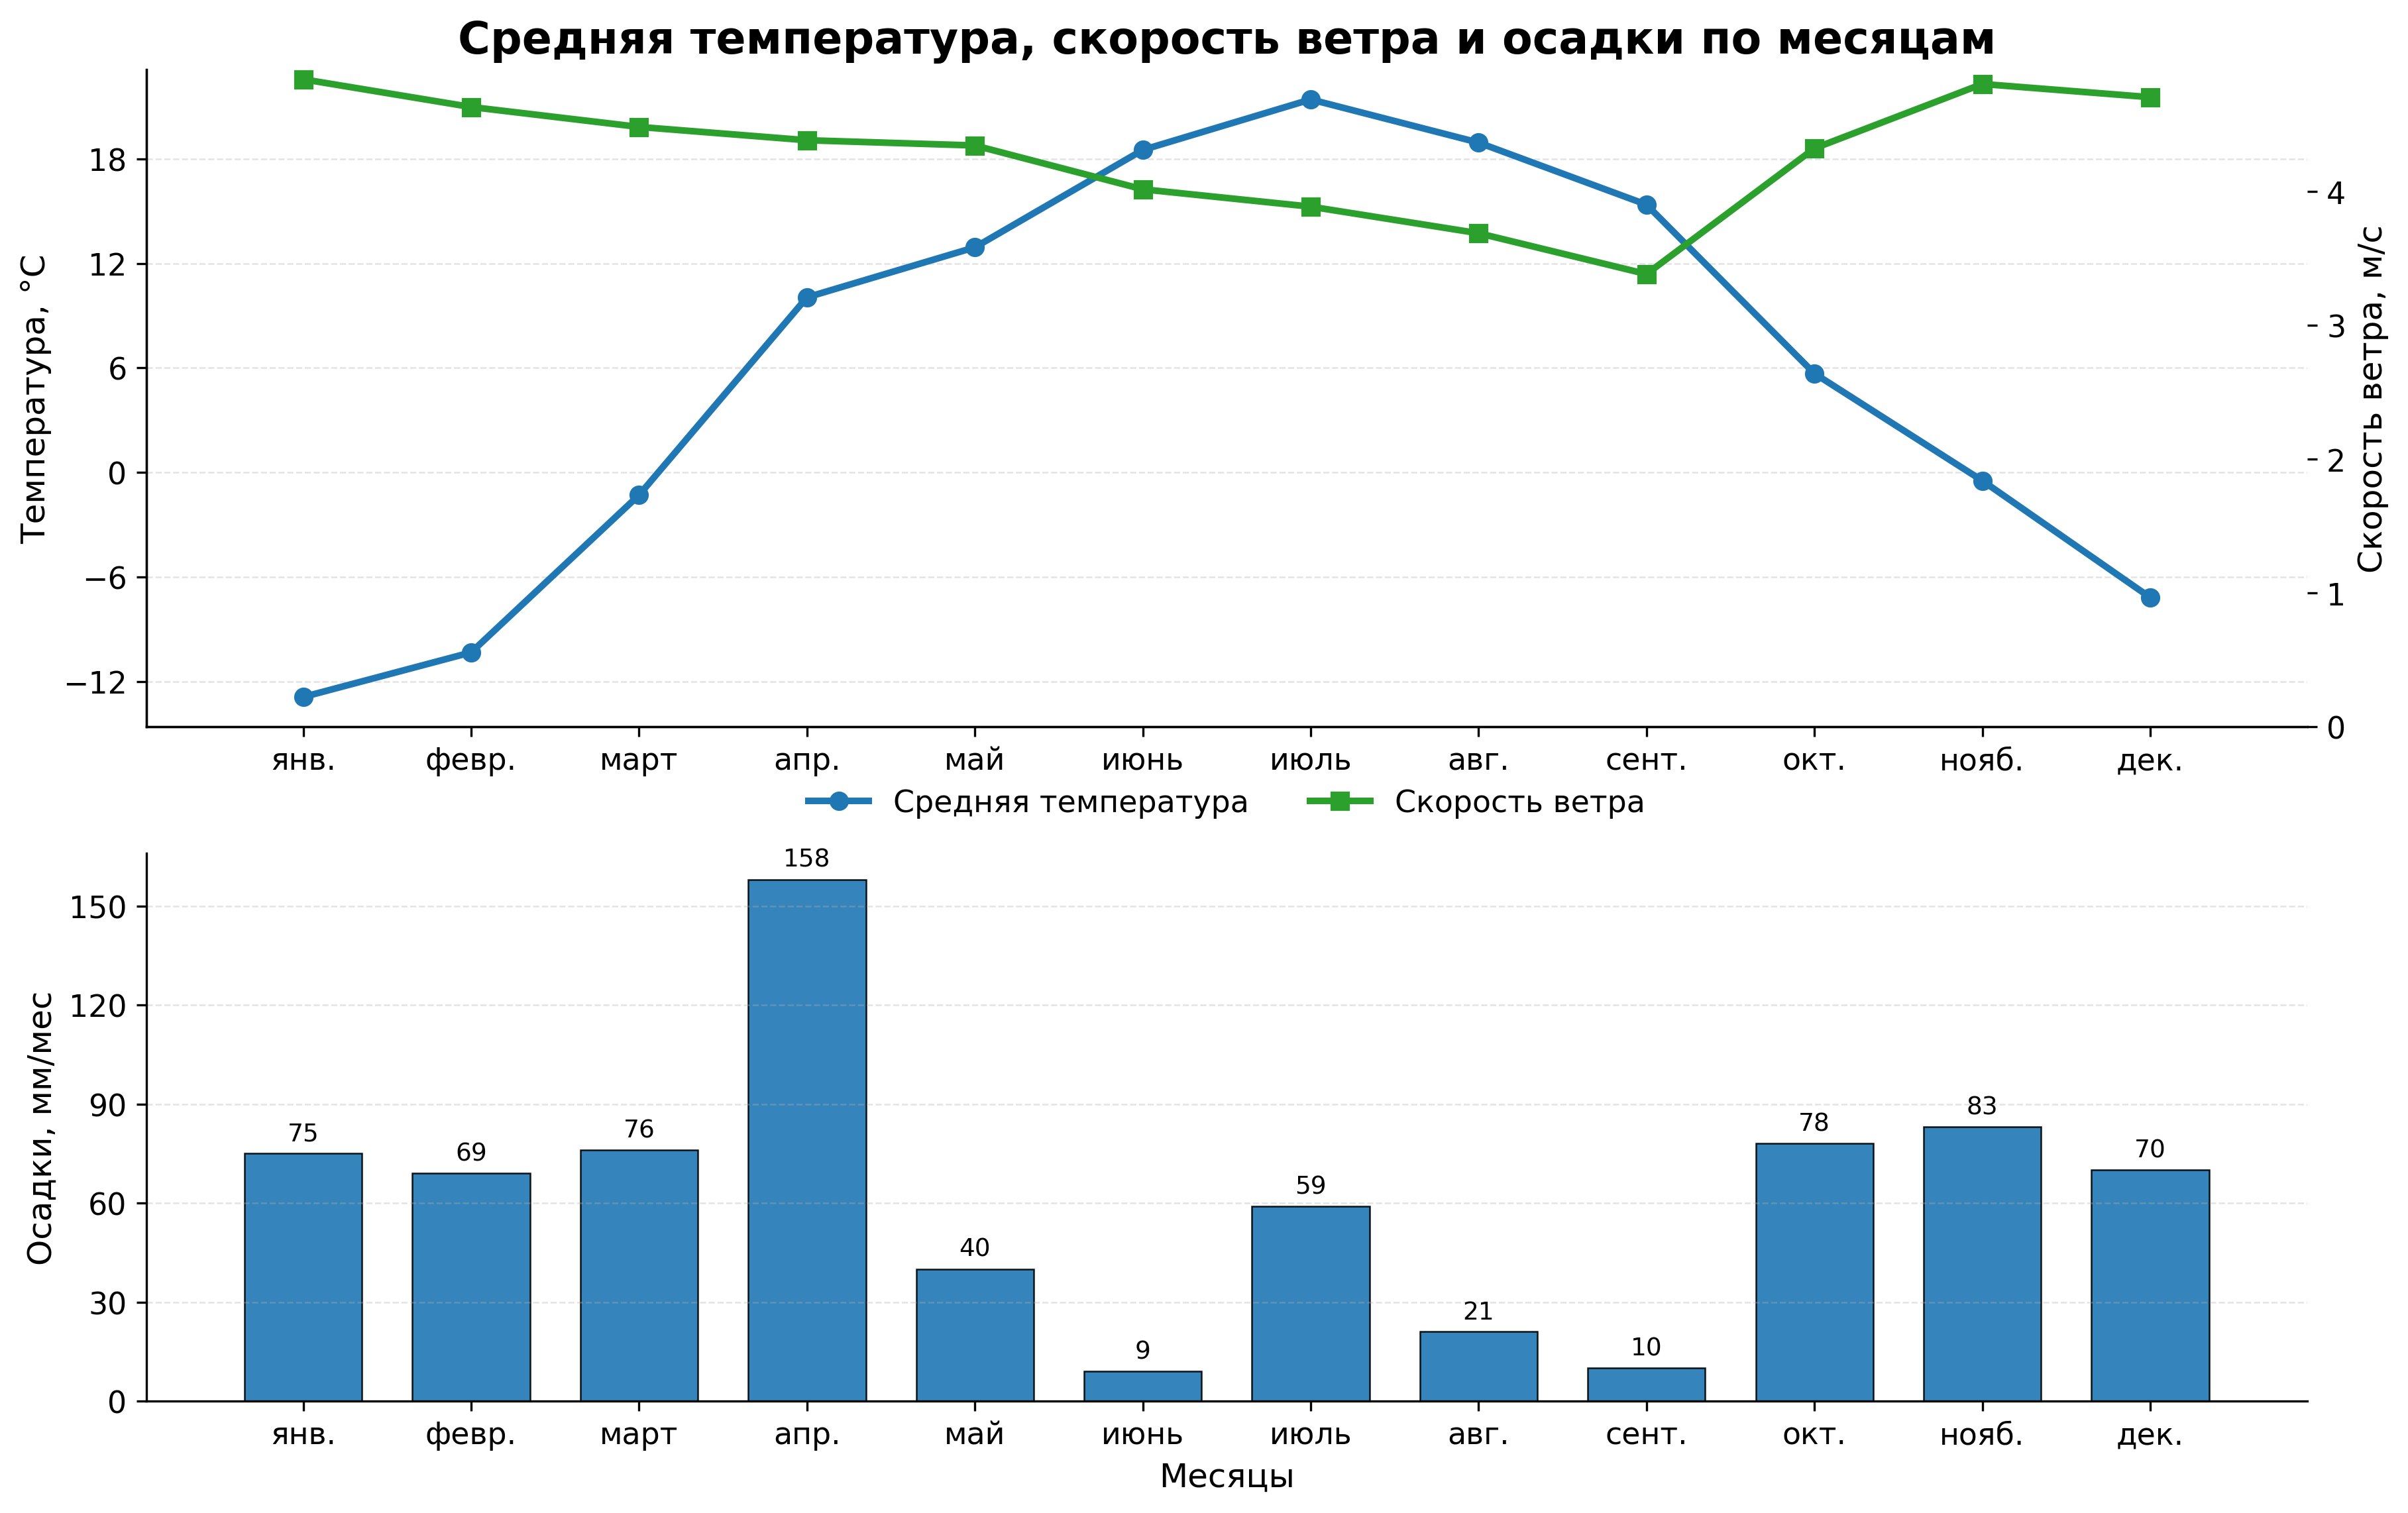 Средняя температура, скорость ветра и осадки по месяцам
Температура, °C
18
12
6
0
−6
−12
4
3
2
1
0
Скорость ветра, м/с
янв. февр. март апр. май июнь июль авг. сент. окт. нояб. дек.
Средняя температура Скорость ветра
Осадки, мм/мес
150
120
90
60
30
0
75 69 76 158 40 9 59 21 10 78 83 70
янв. февр. март апр. май июнь июль авг. сент. окт. нояб. дек.
Месяцы